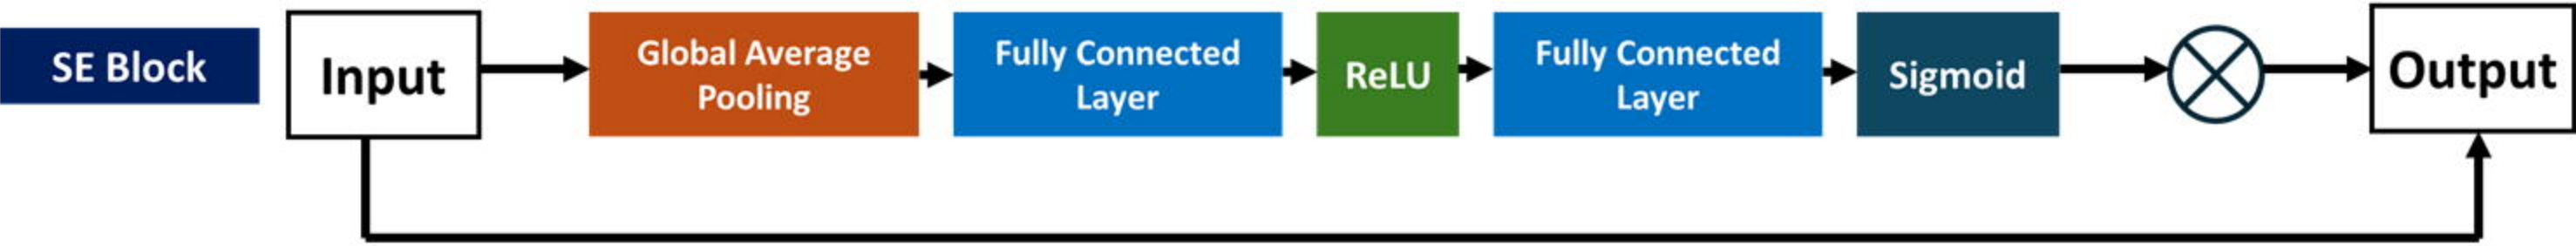 SE Block
Input
Global Average
Pooling
Fully Connected
Layer
ReLU
Fully Connected
Layer
Sigmoid
Output